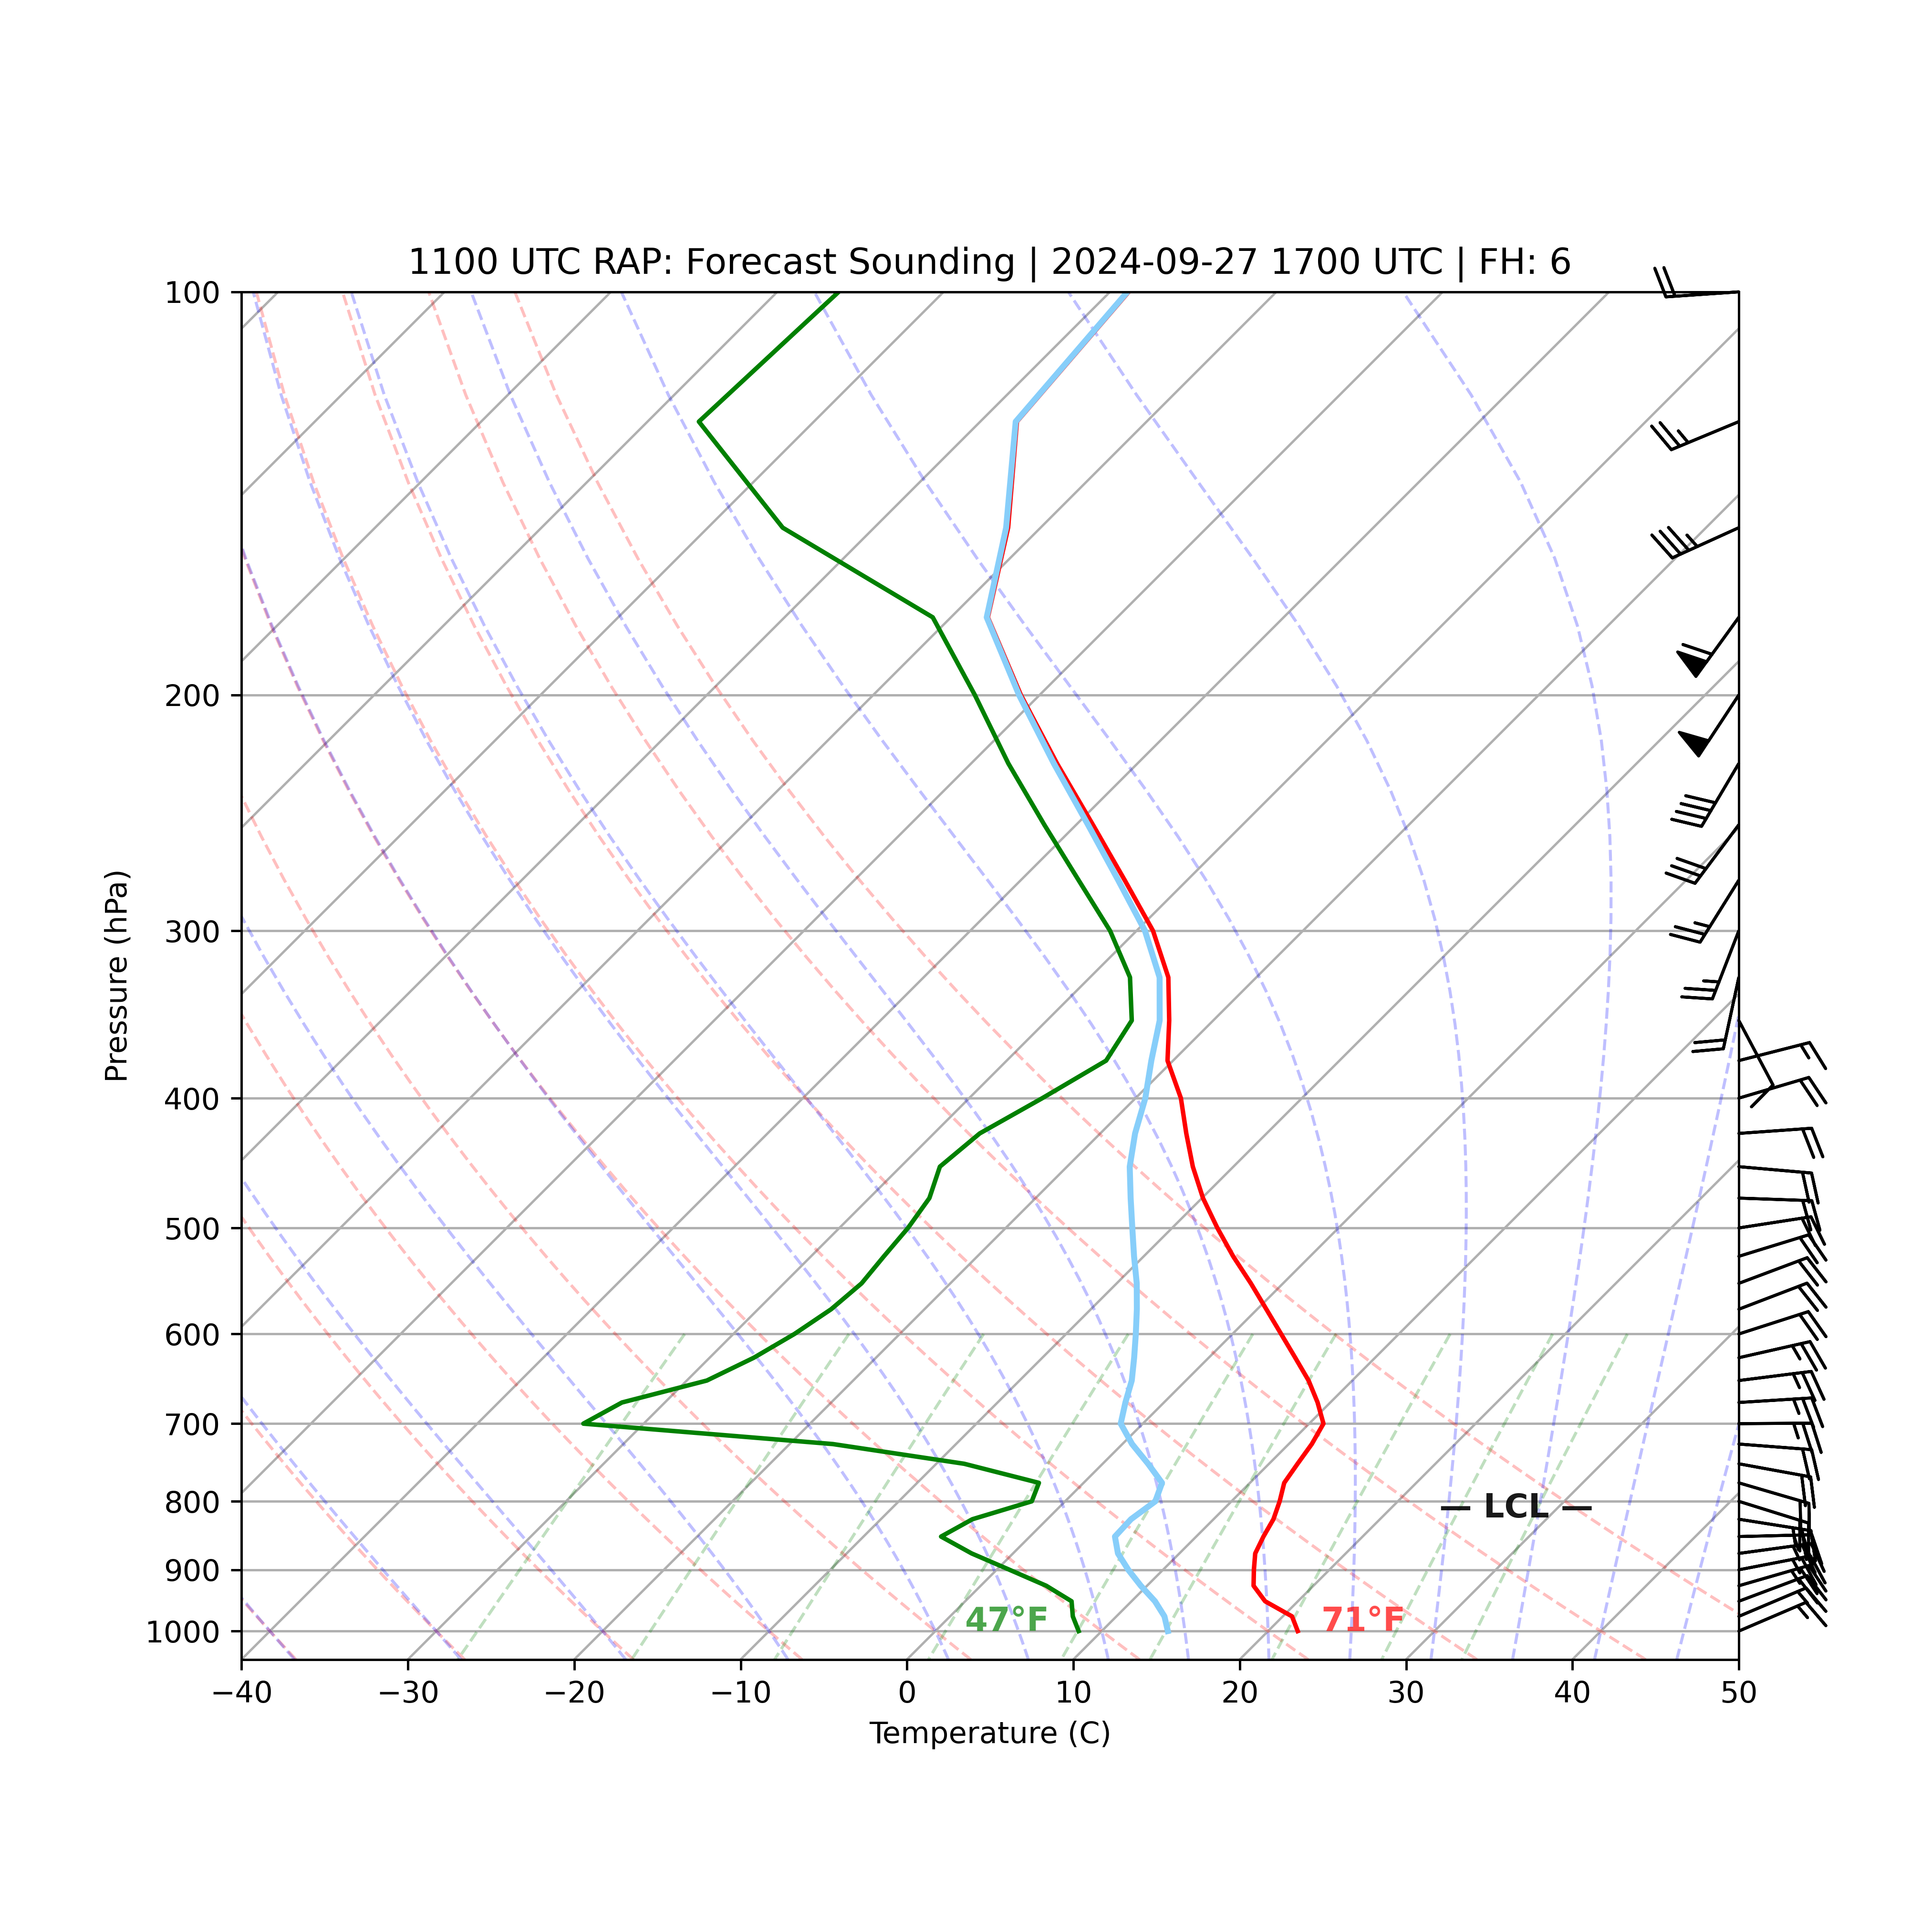 1100 UTC RAP: Forecast Sounding | 2024-09-27 1700 UTC | FH: 6
100
200
300
400
500
600
700
800
900
1000
Pressure (hPa)
— LCL —
47°F
71°F
−40 −30 −20 −10 0 10 20 30 40 50
Temperature (C)